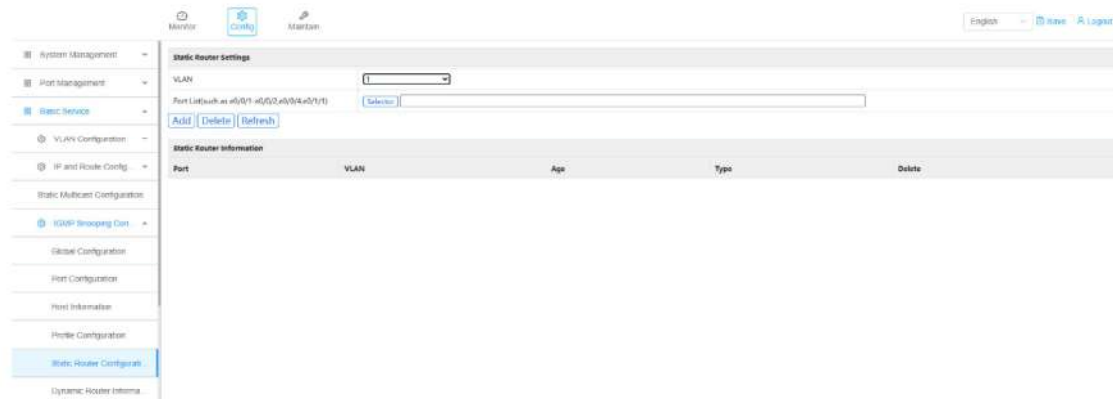 Monitor Config Maintain
English Save Logout
System Management
Port Management
Basic Service
VLAN Configuration
IP and Route Config...
Static Multicast Configuration
IGMP Snooping Con...
Global Configuration
Port Configuration
Host Information
Profile Configuration
Static Router Configurati...
Dynamic Router Informa...
Static Router Settings
VLAN 1
Port List(such as e0/0/1-e0/0/2,e0/0/4,e0/1/1) Selector
Add Delete Refresh
Static Router Information
Port VLAN Age Type Delete